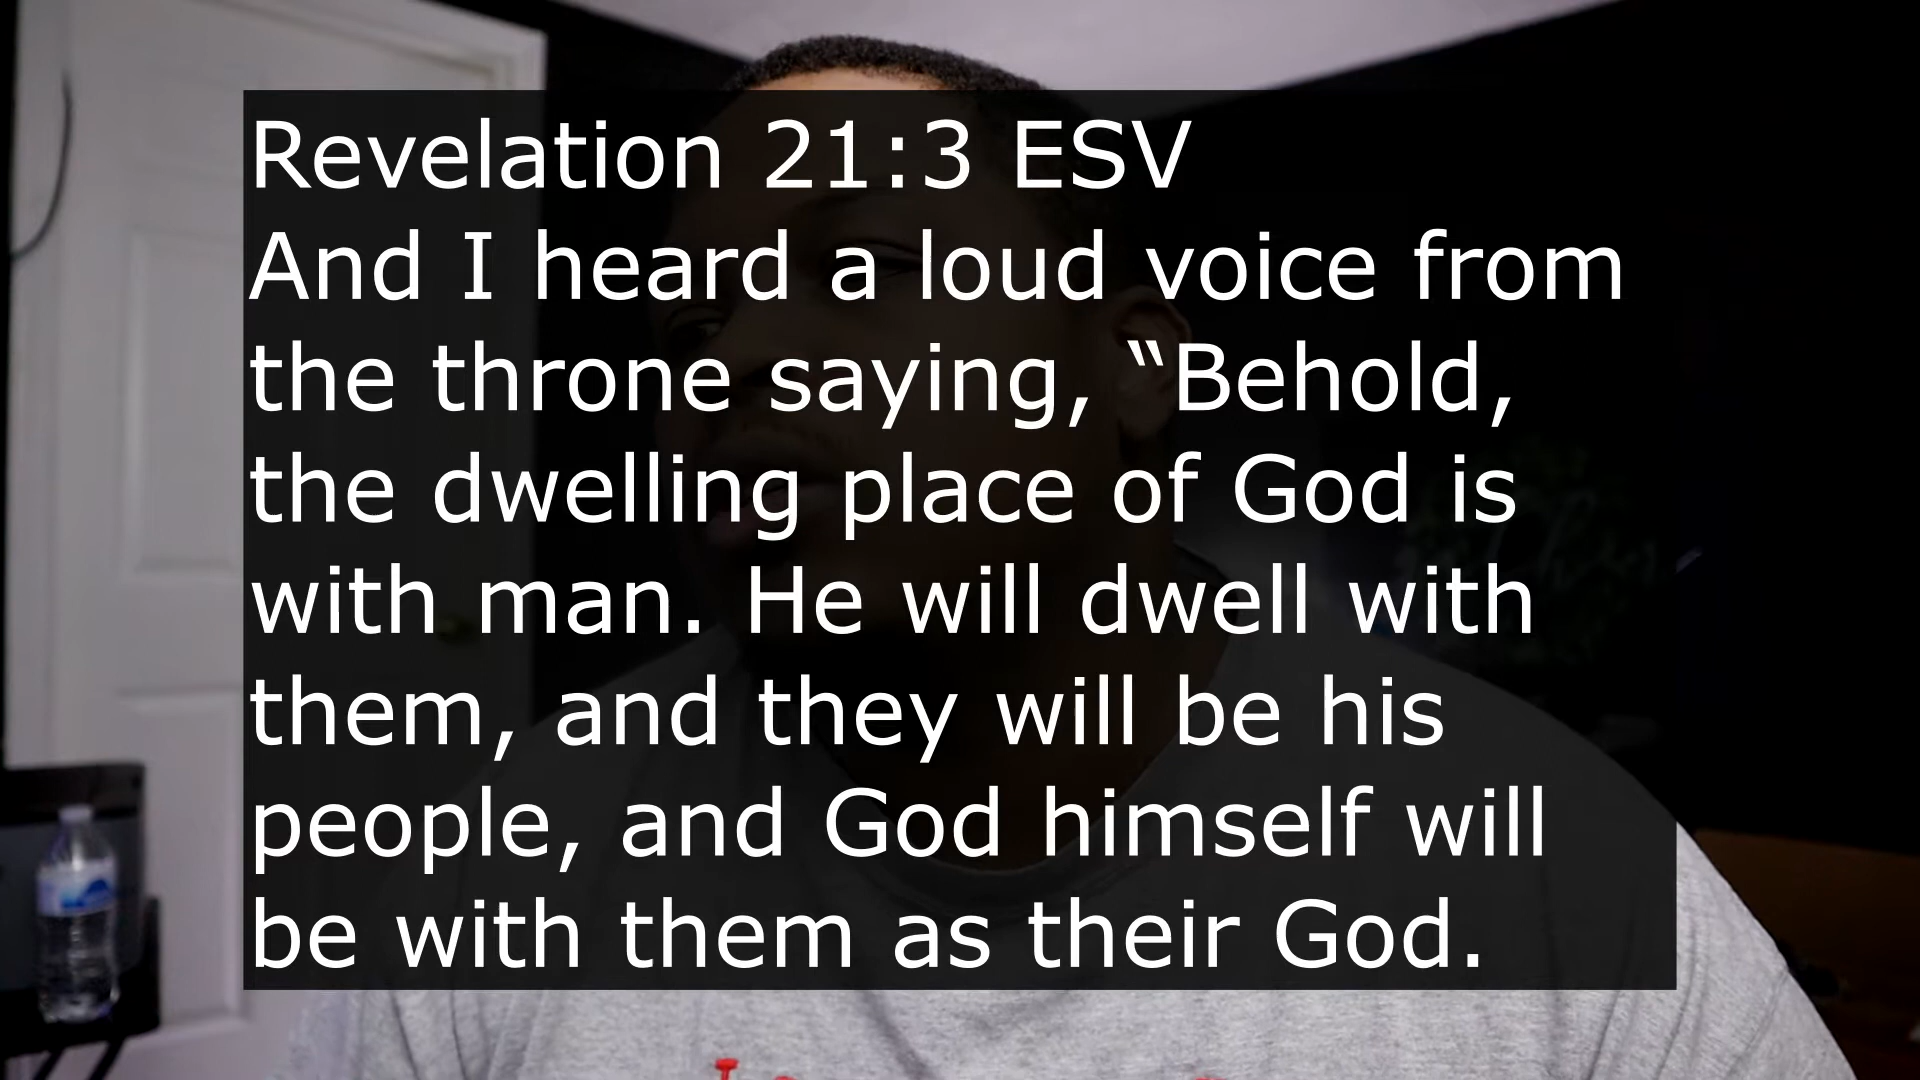 Revelation 21:3 ESV
And I heard a loud voice from
the throne saying, “Behold,
the dwelling place of God is
with man. He will dwell with
them, and they will be his
people, and God himself will
be with them as their God.